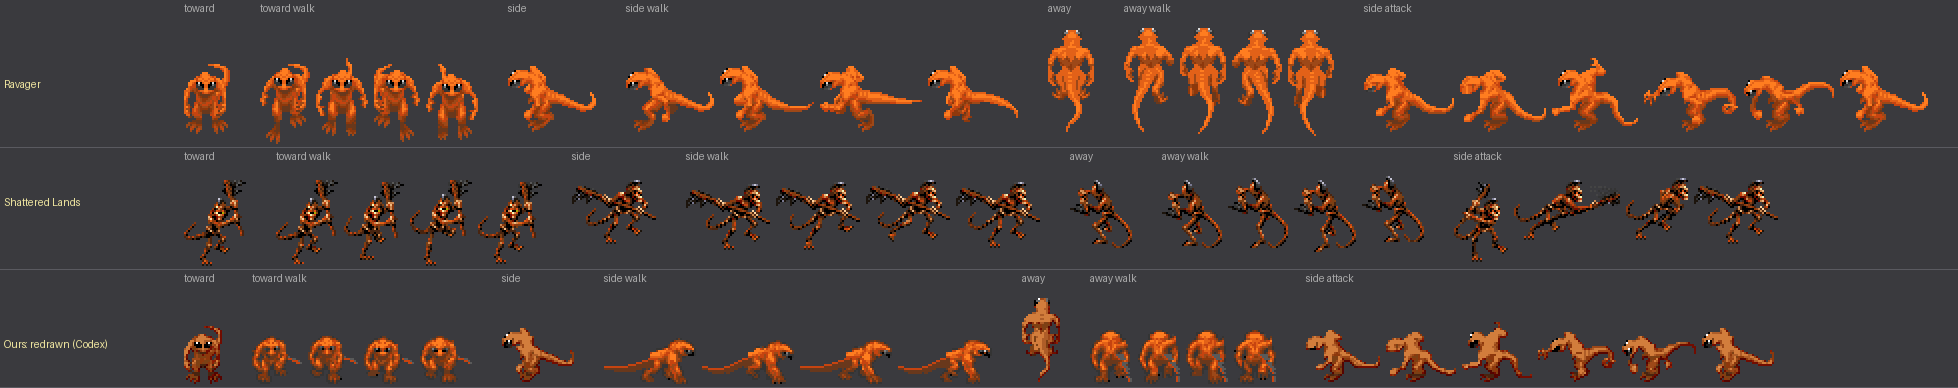 toward toward walk side side walk away away walk side attack
Ravager
toward toward walk side side walk away away walk side attack
Shattered Lands
toward toward walk side side walk away away walk side attack
Ours: redrawn (Codex)